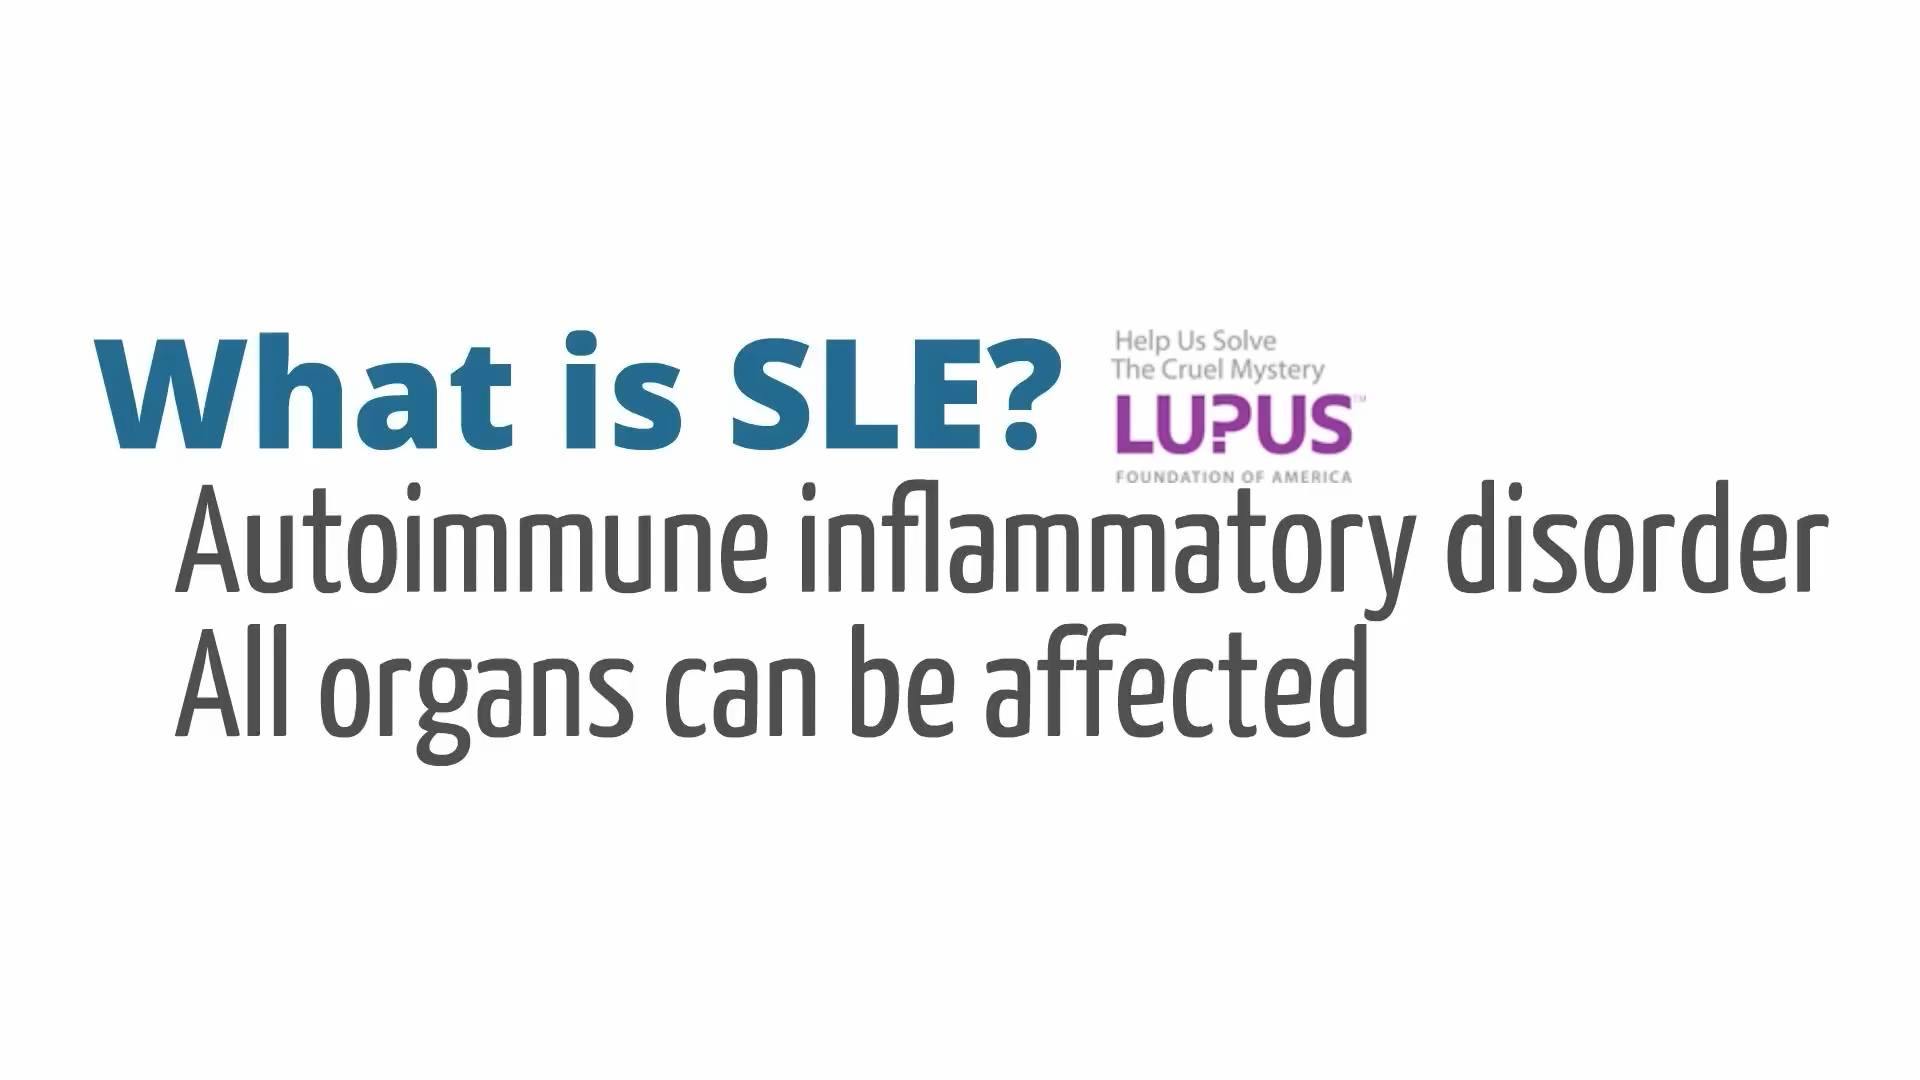 What is SLE?
Help Us Solve
The Cruel Mystery
LUPUS™
FOUNDATION OF AMERICA
Autoimmune inflammatory disorder
All organs can be affected